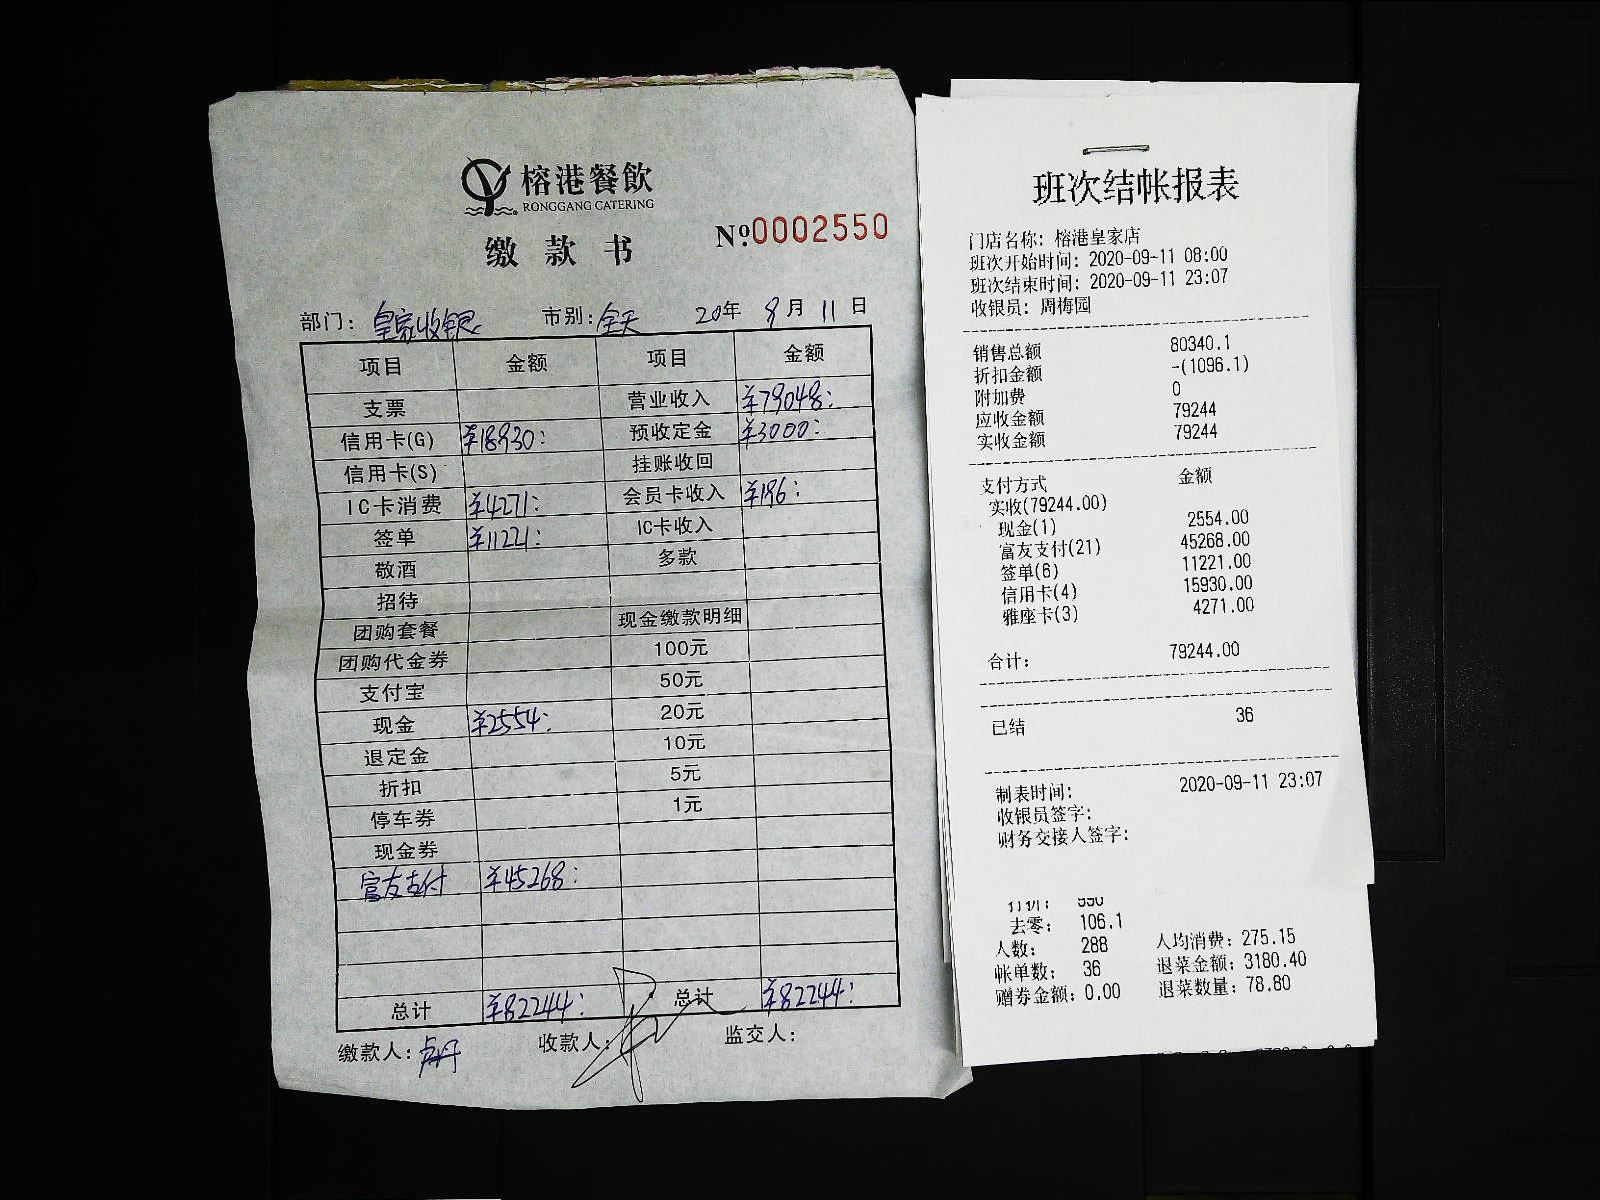 榕港餐飲
RONGGANG CATERING
缴款书
№0002550
部门: 皇家收银 市别: 全天 20年 9月 11日
项目 金额 项目 金额
支票 营业收入 ¥79048:
信用卡(G) ¥18930: 预收定金 ¥3000:
信用卡(S) 挂账收回
IC卡消费 ¥4271: 会员卡收入 ¥196:
签单 ¥11221: IC卡收入
敬酒 多款
招待
团购套餐 现金缴款明细
团购代金券 100元
支付宝 50元
现金 ¥2554: 20元
退定金 10元
折扣 5元
停车券 1元
现金券
富友支付 ¥45268:
总计 ¥82244: 总计 ¥82244:
缴款人: 收款人: 监交人:
班次结帐报表
门店名称: 榕港皇家店
班次开始时间: 2020-09-11 08:00
班次结束时间: 2020-09-11 23:07
收银员: 周梅园
销售总额 80340.1
折扣金额 -(1096.1)
附加费 0
应收金额 79244
实收金额 79244
支付方式 金额
实收(79244.00)
现金(1) 2554.00
富友支付(21) 45268.00
签单(6) 11221.00
信用卡(4) 15930.00
雅座卡(3) 4271.00
合计: 79244.00
已结 36
制表时间: 2020-09-11 23:07
收银员签字:
财务交接人签字:
990
去零: 106.1
人数: 288 人均消费: 275.15
帐单数: 36 退菜金额: 3180.40
赠券金额: 0.00 退菜数量: 78.80